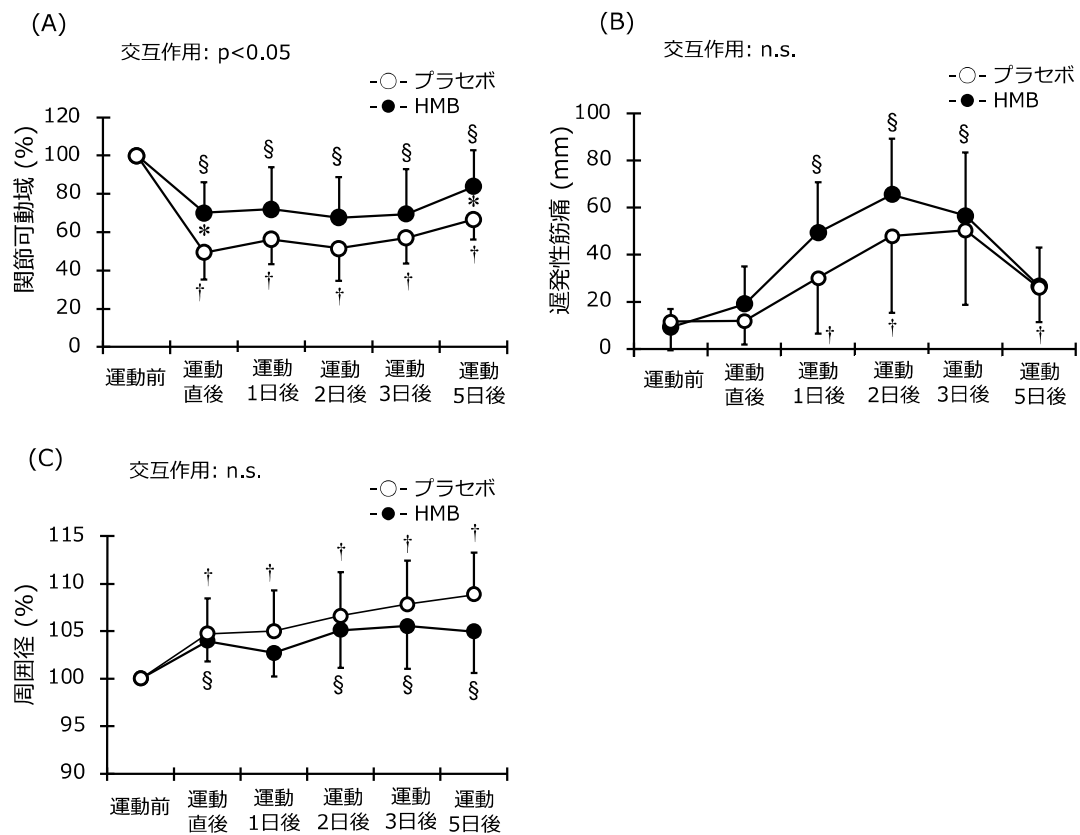 (A)
交互作用: p<0.05
プラセボ
HMB
120
100
80
60
40
20
0
関節可動域 (%)
§ § § § §
* *
† † † † †
運動前
運動
直後
運動
1日後
運動
2日後
運動
3日後
運動
5日後
(B)
交互作用: n.s.
プラセボ
HMB
100
80
60
40
20
0
遅発性筋痛 (mm)
§ § §
† † †
運動前
運動
直後
運動
1日後
運動
2日後
運動
3日後
運動
5日後
(C)
交互作用: n.s.
プラセボ
HMB
115
110
105
100
95
90
周囲径 (%)
† † † † †
§ § § §
運動前
運動
直後
運動
1日後
運動
2日後
運動
3日後
運動
5日後